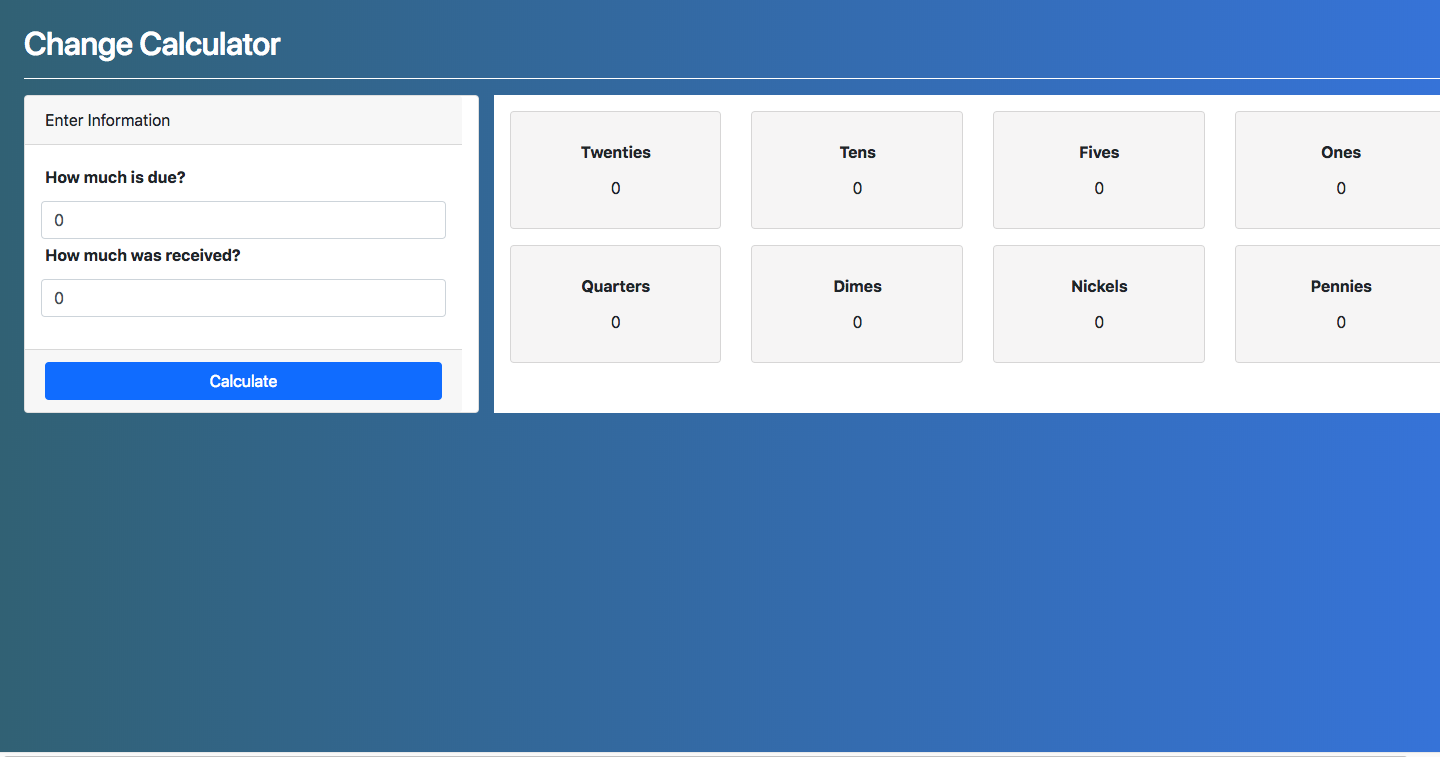 Change Calculator
Enter Information
How much is due?
0
How much was received?
0
Calculate
Twenties
0
Tens
0
Fives
0
Ones
0
Quarters
0
Dimes
0
Nickels
0
Pennies
0